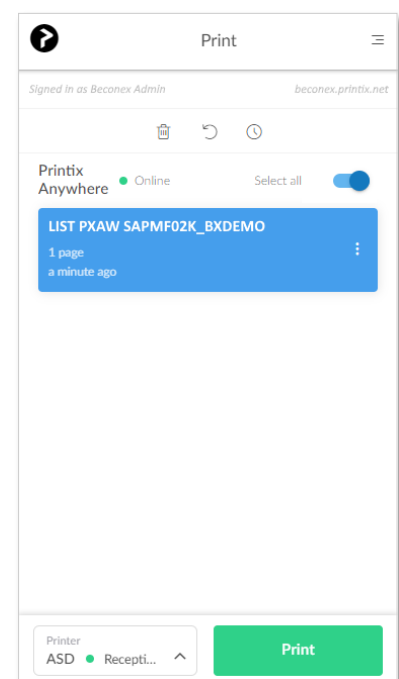 Print
Signed in as Beconex Admin beconex.printix.net
Printix
Anywhere Online Select all
LIST PXAW SAPMF02K_BXDEMO
1 page
a minute ago
Printer
ASD Recepti...
Print